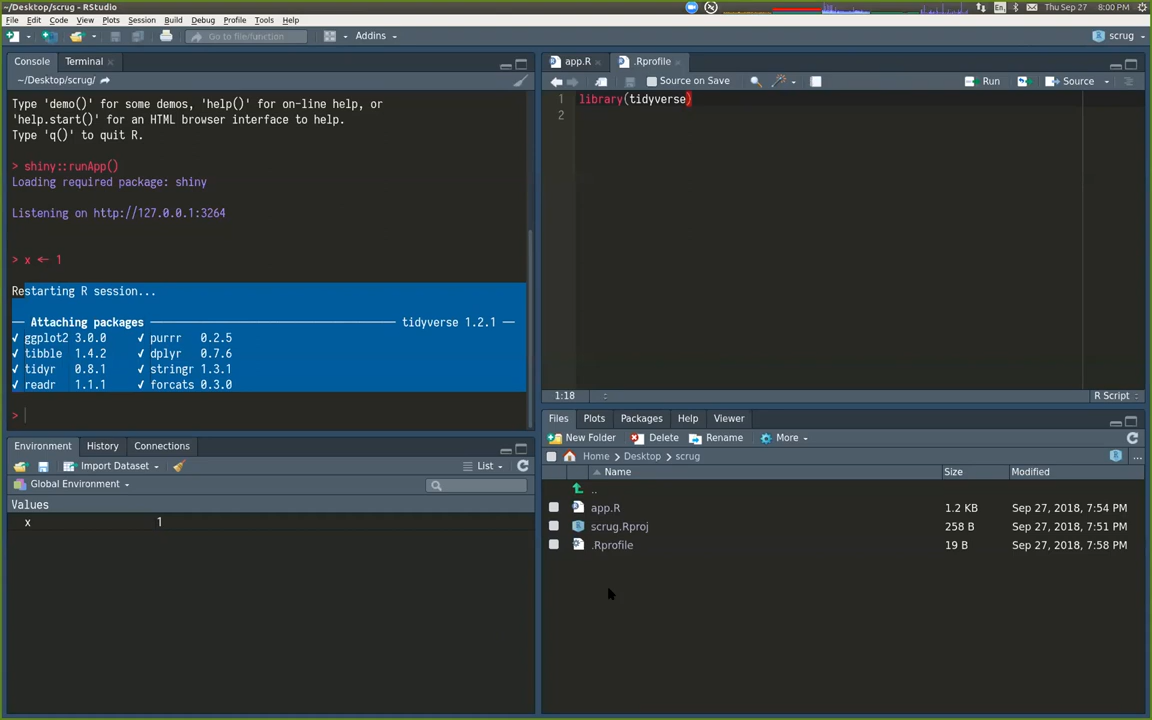 ~/Desktop/scrug - RStudio
En
Thu Sep 27 8:00 PM
File Edit Code View Plots Session Build Debug Profile Tools Help
Go to file/function Addins scrug
Console Terminal
~/Desktop/scrug/
Type 'demo()' for some demos, 'help()' for on-line help, or
'help.start()' for an HTML browser interface to help.
Type 'q()' to quit R.
> shiny::runApp()
Loading required package: shiny
Listening on http://127.0.0.1:3264
> x <- 1
Restarting R session...
── Attaching packages ──────────── tidyverse 1.2.1 ──
✔ ggplot2 3.0.0 ✔ purrr 0.2.5
✔ tibble 1.4.2 ✔ dplyr 0.7.6
✔ tidyr 0.8.1 ✔ stringr 1.3.1
✔ readr 1.1.1 ✔ forcats 0.3.0
>
Environment History Connections
Import Dataset List
Global Environment
Values
x 1
app.R .Rprofile
Source on Save Run Source
1 library(tidyverse)
2
1:18 R Script
Files Plots Packages Help Viewer
New Folder Delete Rename More
Home Desktop scrug ...
Name Size Modified
..
app.R 1.2 KB Sep 27, 2018, 7:54 PM
scrug.Rproj 258 B Sep 27, 2018, 7:51 PM
.Rprofile 19 B Sep 27, 2018, 7:58 PM